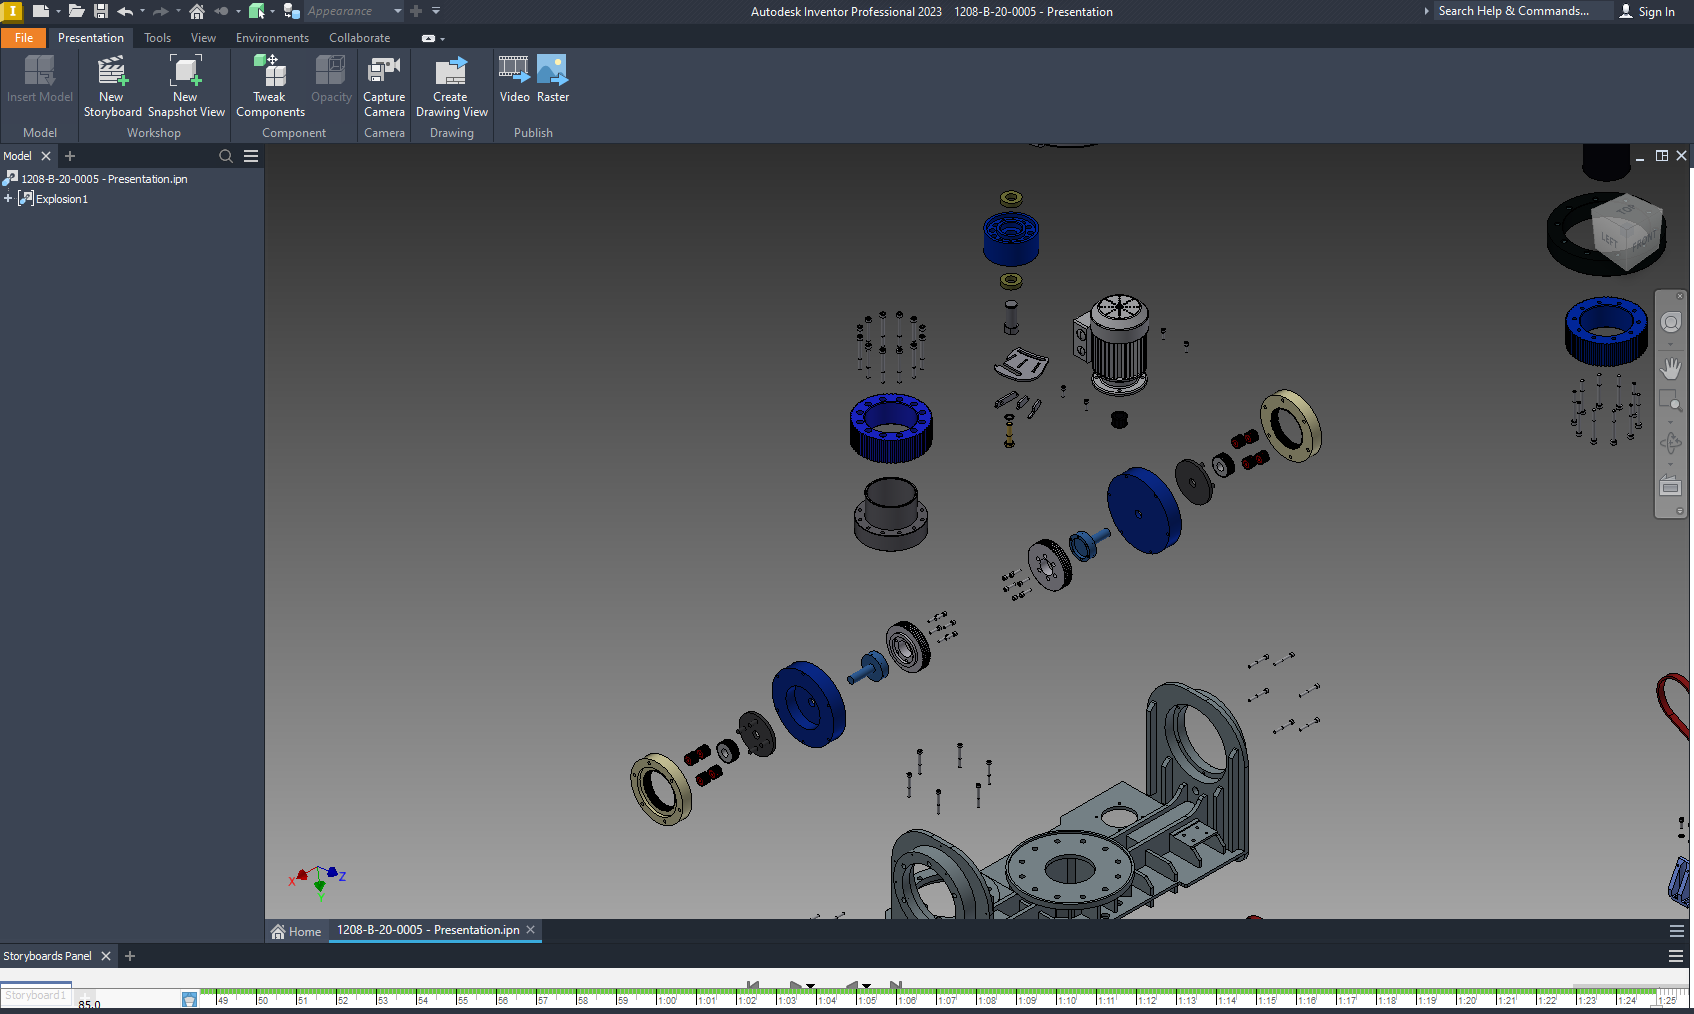 Appearance
Autodesk Inventor Professional 2023 1208-B-20-0005 - Presentation
Search Help & Commands...
Sign In
File Presentation Tools View Environments Collaborate
Insert Model
New Storyboard
New Snapshot View
Tweak Components
Opacity
Capture Camera
Create Drawing View
Video
Raster
Model Workshop Component Camera Drawing Publish
Model
1208-B-20-0005 - Presentation.ipn
Explosion1
TOP
LEFT
FRONT
X
Z
Y
Home 1208-B-20-0005 - Presentation.ipn
Storyboards Panel
Storyboard1
85.0
49 50 51 52 53 54 55 56 57 58 59 1:00 1:01 1:02 1:03 1:04 1:05 1:06 1:07 1:08 1:09 1:10 1:11 1:12 1:13 1:14 1:15 1:16 1:17 1:18 1:19 1:20 1:21 1:22 1:23 1:24 1:25